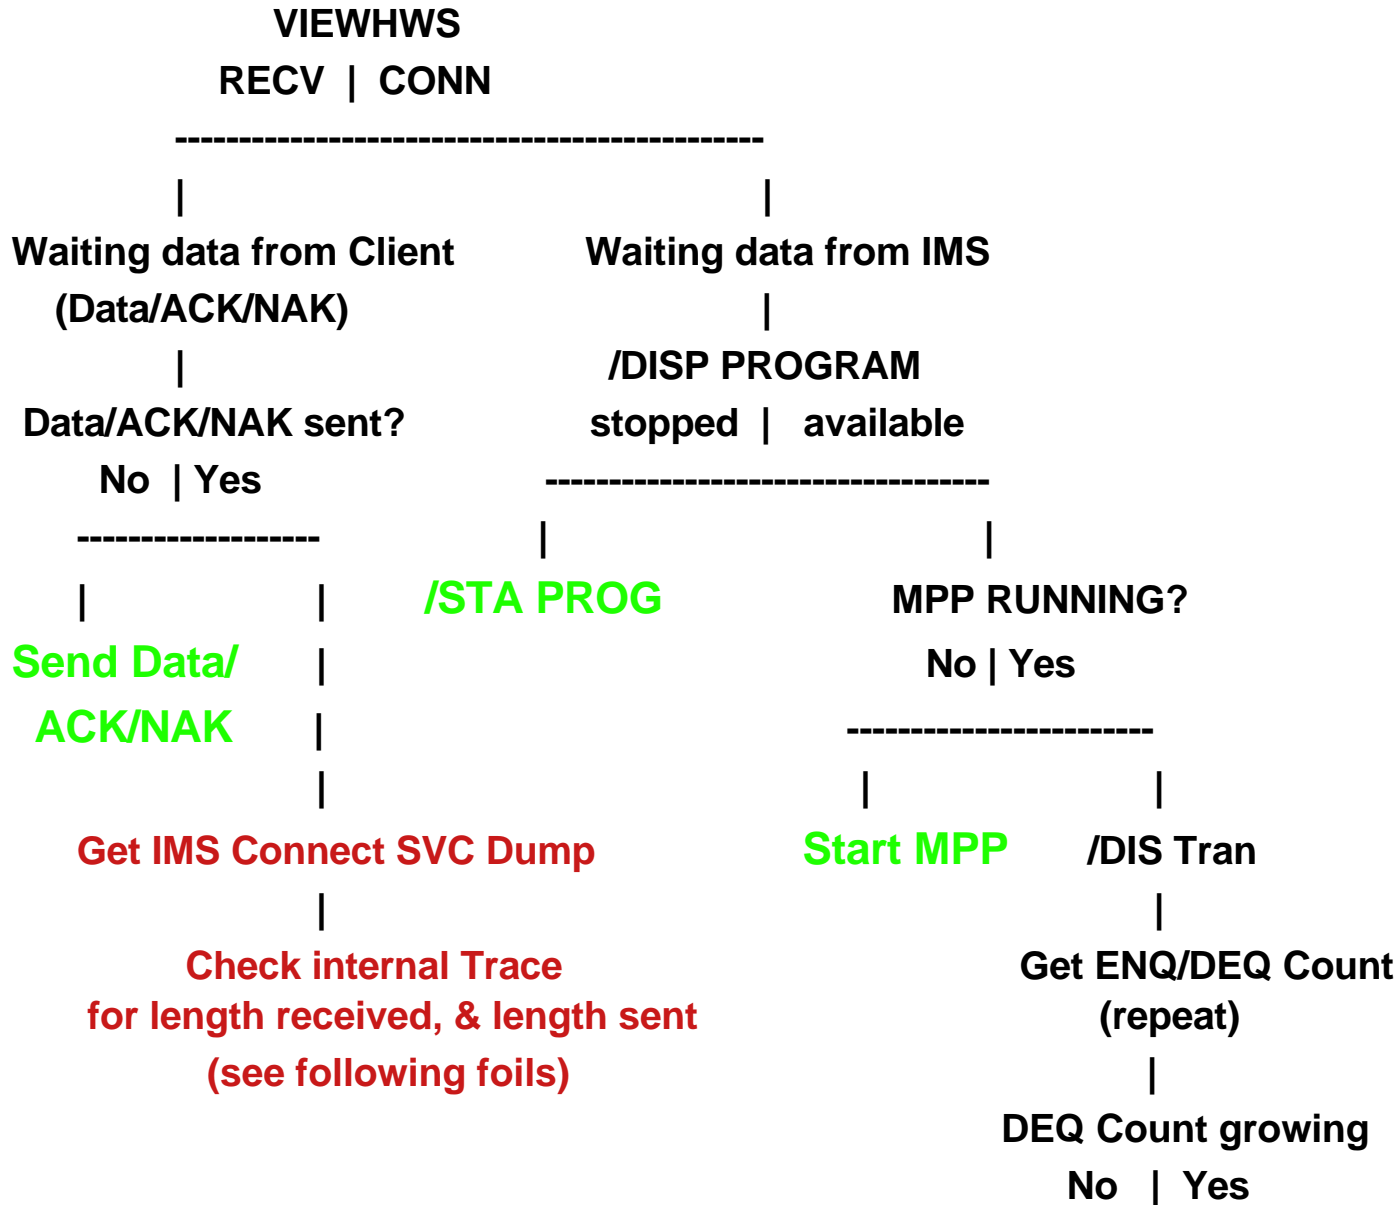 VIEWHWS
RECV | CONN
----------------------------------------------
| |
Waiting data from Client Waiting data from IMS
(Data/ACK/NAK) |
| /DISP PROGRAM
Data/ACK/NAK sent? stopped | available
No | Yes -----------------------------------
------------------- | |
| | /STA PROG MPP RUNNING?
Send Data/ | No | Yes
ACK/NAK | ------------------------
| | |
Get IMS Connect SVC Dump Start MPP /DIS Tran
| |
Check internal Trace Get ENQ/DEQ Count
for length received, & length sent (repeat)
(see following foils) |
DEQ Count growing
No | Yes